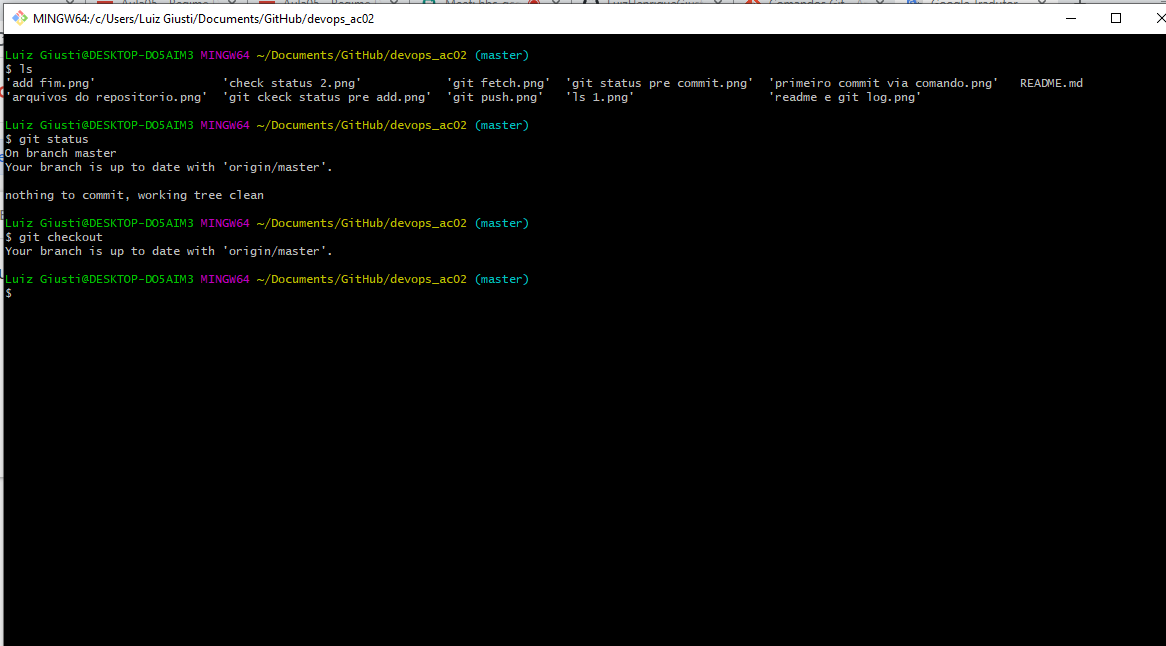 MINGW64:/c/Users/Luiz Giusti/Documents/GitHub/devops_ac02
Luiz Giusti@DESKTOP-DO5AIM3 MINGW64 ~/Documents/GitHub/devops_ac02 (master)
$ ls
'add fim.png' 'check status 2.png' 'git fetch.png' 'git status pre commit.png' 'primeiro commit via comando.png' README.md
'arquivos do repositorio.png' 'git ckeck status pre add.png' 'git push.png' 'ls 1.png' 'readme e git log.png'
Luiz Giusti@DESKTOP-DO5AIM3 MINGW64 ~/Documents/GitHub/devops_ac02 (master)
$ git status
On branch master
Your branch is up to date with 'origin/master'.
nothing to commit, working tree clean
Luiz Giusti@DESKTOP-DO5AIM3 MINGW64 ~/Documents/GitHub/devops_ac02 (master)
$ git checkout
Your branch is up to date with 'origin/master'.
Luiz Giusti@DESKTOP-DO5AIM3 MINGW64 ~/Documents/GitHub/devops_ac02 (master)
$